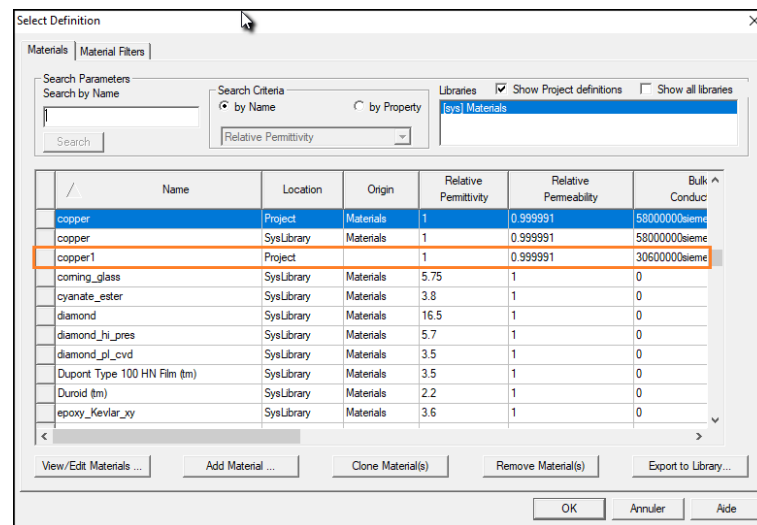 Select Definition
Materials Material Filters
Search Parameters
Search by Name
Search
Search Criteria
by Name by Property
Relative Permittivity
Libraries Show Project definitions Show all libraries
[sys] Materials
/ Name Location Origin Relative Permittivity Relative Permeability Bulk Conduc
copper Project Materials 1 0.999991 58000000sieme
copper SysLibrary Materials 1 0.999991 58000000sieme
copper1 Project 1 0.999991 30600000sieme
corning_glass SysLibrary Materials 5.75 1 0
cyanate_ester SysLibrary Materials 3.8 1 0
diamond SysLibrary Materials 16.5 1 0
diamond_hi_pres SysLibrary Materials 5.7 1 0
diamond_pl_cvd SysLibrary Materials 3.5 1 0
Dupont Type 100 HN Film (tm) SysLibrary Materials 3.5 1 0
Duroid (tm) SysLibrary Materials 2.2 1 0
epoxy_Kevlar_xy SysLibrary Materials 3.6 1 0
View/Edit Materials ... Add Material ... Clone Material(s) Remove Material(s) Export to Library...
OK Annuler Aide